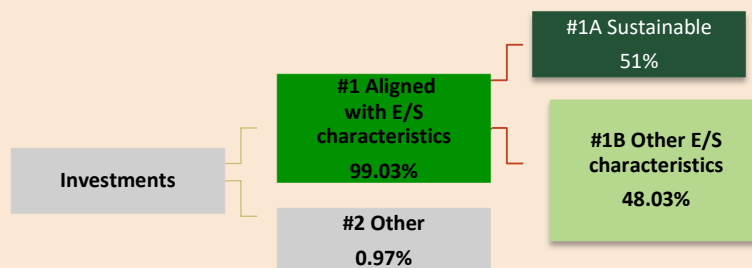 #1A Sustainable
51%
#1 Aligned
with E/S
characteristics
99.03%
#1B Other E/S
characteristics
48.03%
Investments
#2 Other
0.97%